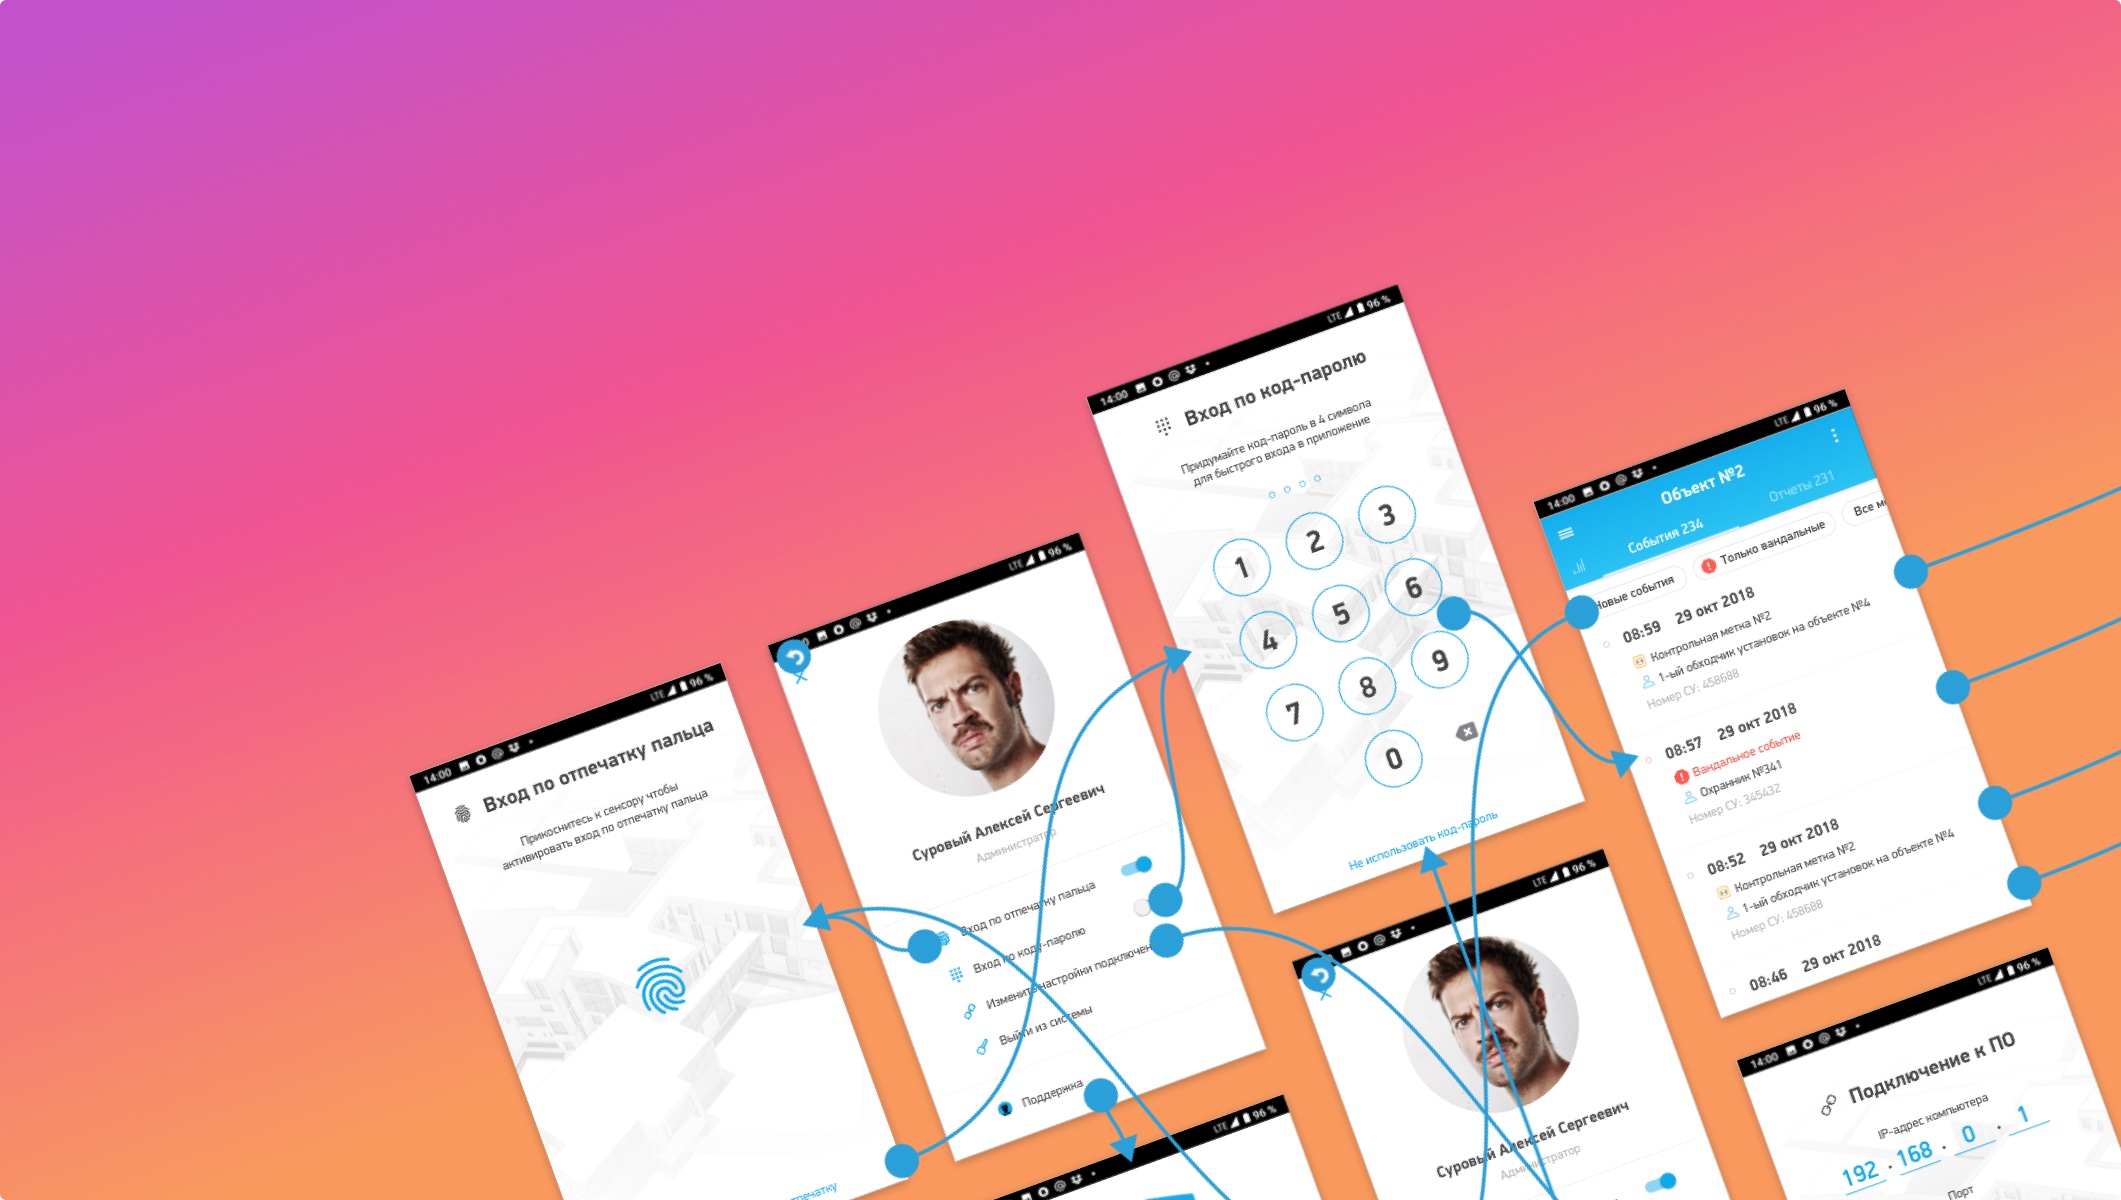 14:00
LTE 96 %
Вход по отпечатку пальца
Прикоснитесь к сенсору чтобы
активировать вход по отпечатку пальца
печатку
LTE 96 %
Суровый Алексей Сергеевич
Администратор
Вход по отпечатку пальца
Вход по коду-паролю
Изменить настройки подключен
Выйти из системы
Поддержка
14:00
LTE 96 %
Вход по код-паролю
Придумайте код-пароль в 4 символа
для быстрого входа в приложение
1 2 3
4 5 6
7 8 9
0
Не использовать код-пароль
14:00
LTE 96 %
Объект №2
События 234 Отчеты 231
Новые события Только вандальные Все
08:59 29 окт 2018
Контрольная метка №2
1-ый обходчик установок на объекте №4
Номер СУ: 458688
08:57 29 окт 2018
Вандальное событие
Охранник №341
Номер СУ: 345432
08:52 29 окт 2018
Контрольная метка №2
1-ый обходчик установок на объекте №4
Номер СУ: 458688
08:46 29 окт 2018
LTE 96 %
LTE 96 %
Суровый Алексей Сергеевич
Администратор
14:00
LTE 96 %
Подключение к ПО
IP-адрес компьютера
192 . 168 . 0 . 1
Порт